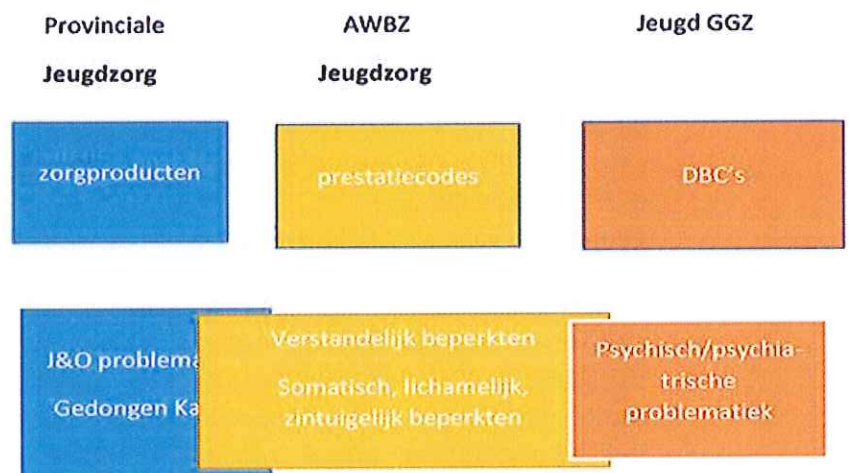 Provinciale
Jeugdzorg
AWBZ
Jeugdzorg
Jeugd GGZ
zorgproducten
prestatiecodes
DBC's
J&O problema
Gedongen Ka
Verstandelijk beperkten
Somatisch, lichamelijk,
zintuigelijk beperkten
Psychisch/psychia-
trische
problematiek